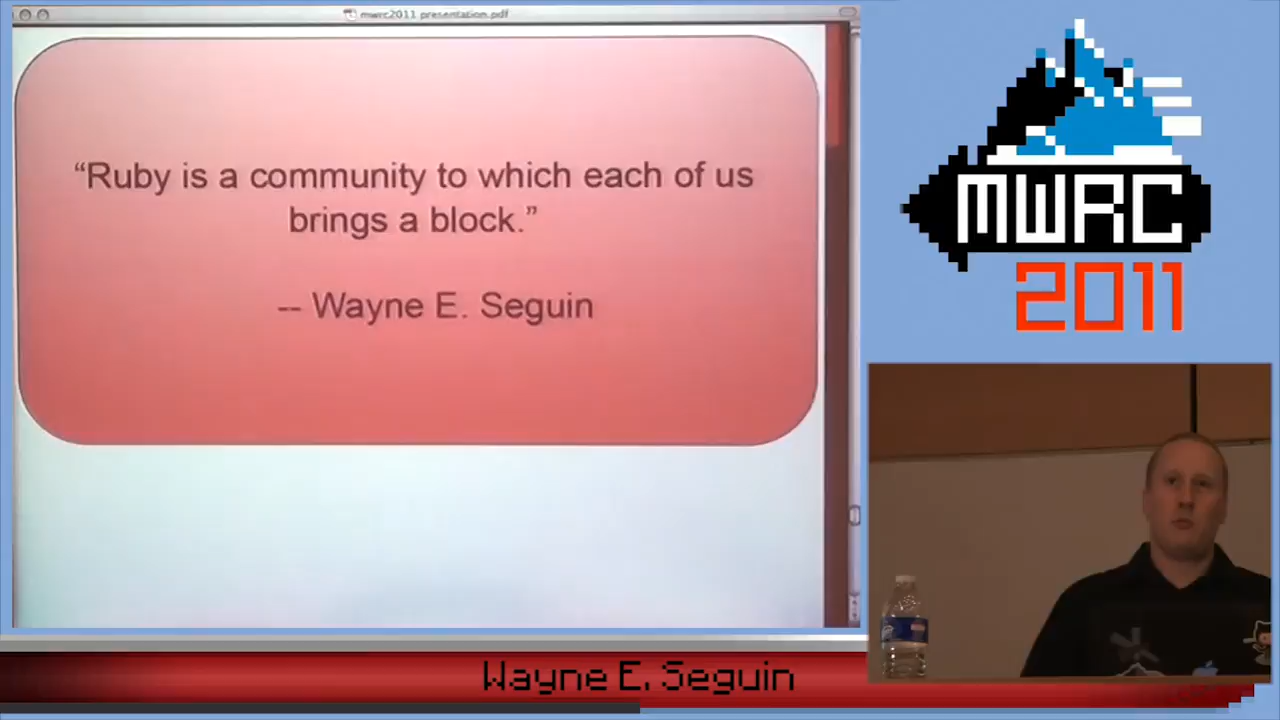 mwrc2011 presentation.pdf
“Ruby is a community to which each of us
brings a block.”
-- Wayne E. Seguin
MWRC
2011
Wayne E. Seguin